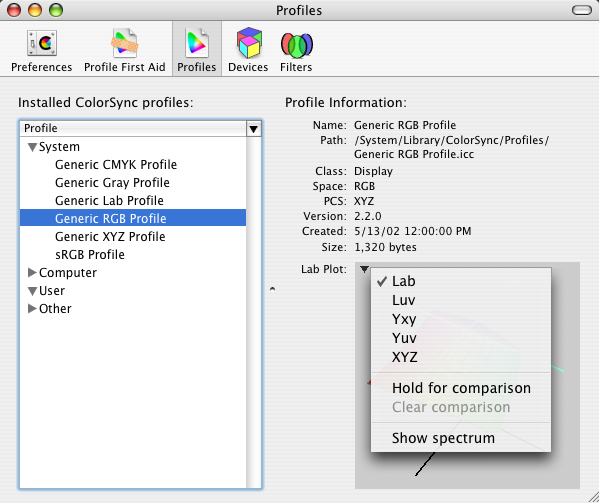 Profiles
Preferences Profile First Aid Profiles Devices Filters
Installed ColorSync profiles:
Profile
System
Generic CMYK Profile
Generic Gray Profile
Generic Lab Profile
Generic RGB Profile
Generic XYZ Profile
sRGB Profile
Computer
User
Other
Profile Information:
Name: Generic RGB Profile
Path: /System/Library/ColorSync/Profiles/
Generic RGB Profile.icc
Class: Display
Space: RGB
PCS: XYZ
Version: 2.2.0
Created: 5/13/02 12:00:00 PM
Size: 1,320 bytes
Lab Plot:
✓ Lab
Luv
Yxy
Yuv
XYZ
Hold for comparison
Clear comparison
Show spectrum